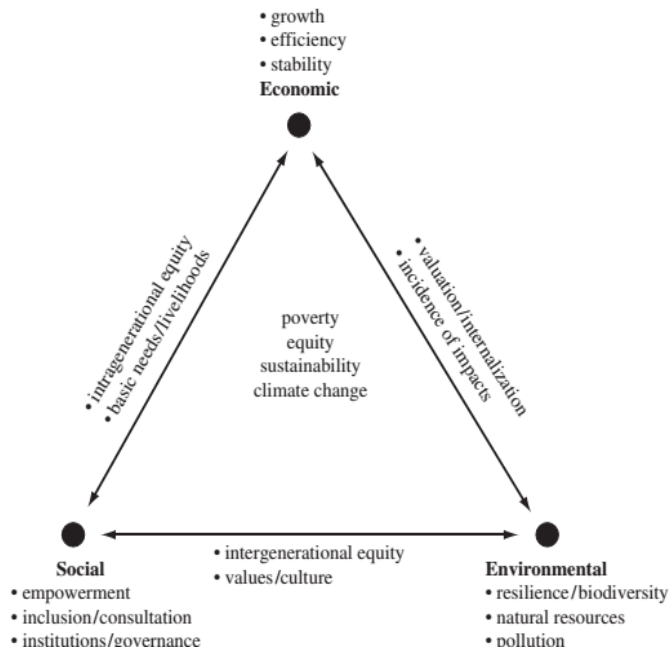 • growth
• efficiency
• stability
Economic
• intragenerational equity
• basic needs/livelihoods
• valuation/internalization
• incidence of impacts
poverty
equity
sustainability
climate change
• intergenerational equity
• values/culture
Social
• empowerment
• inclusion/consultation
• institutions/governance
Environmental
• resilience/biodiversity
• natural resources
• pollution